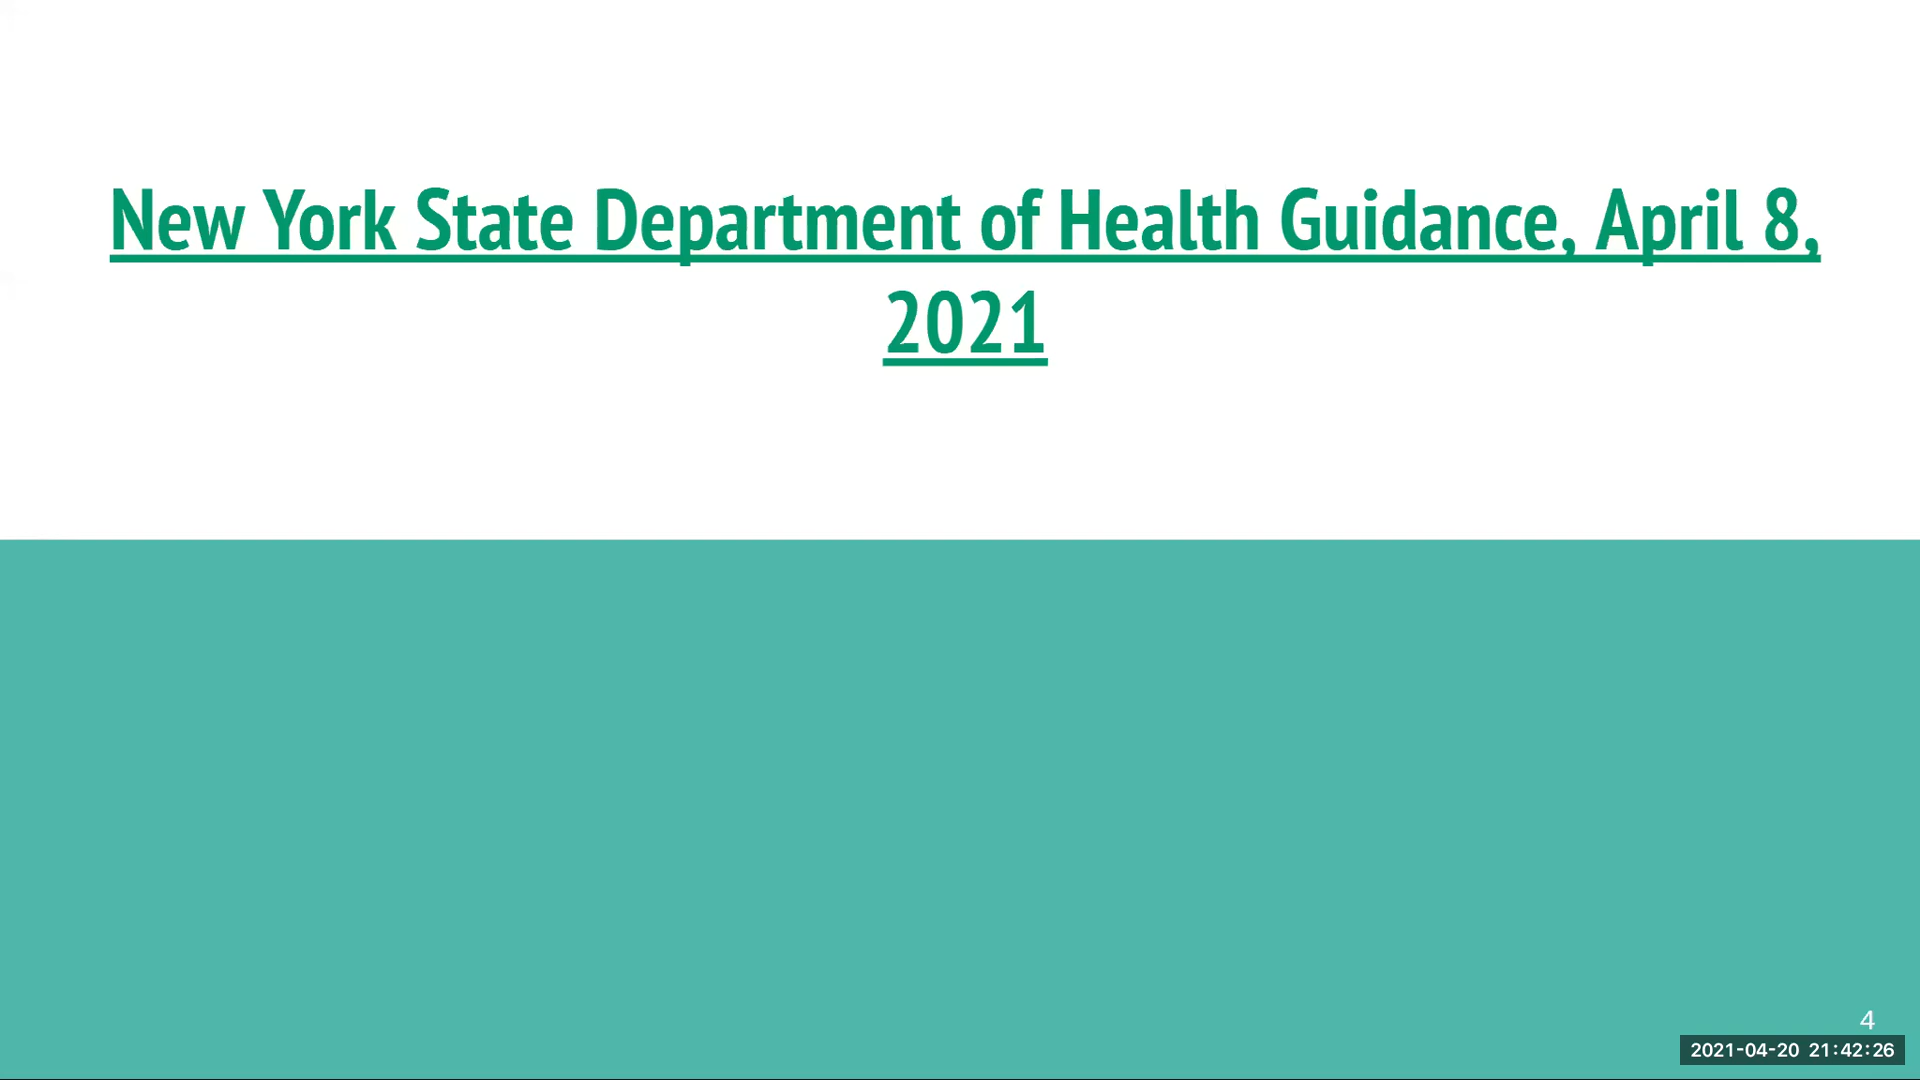 New York State Department of Health Guidance, April 8,
2021
4
2021-04-20 21:42:26